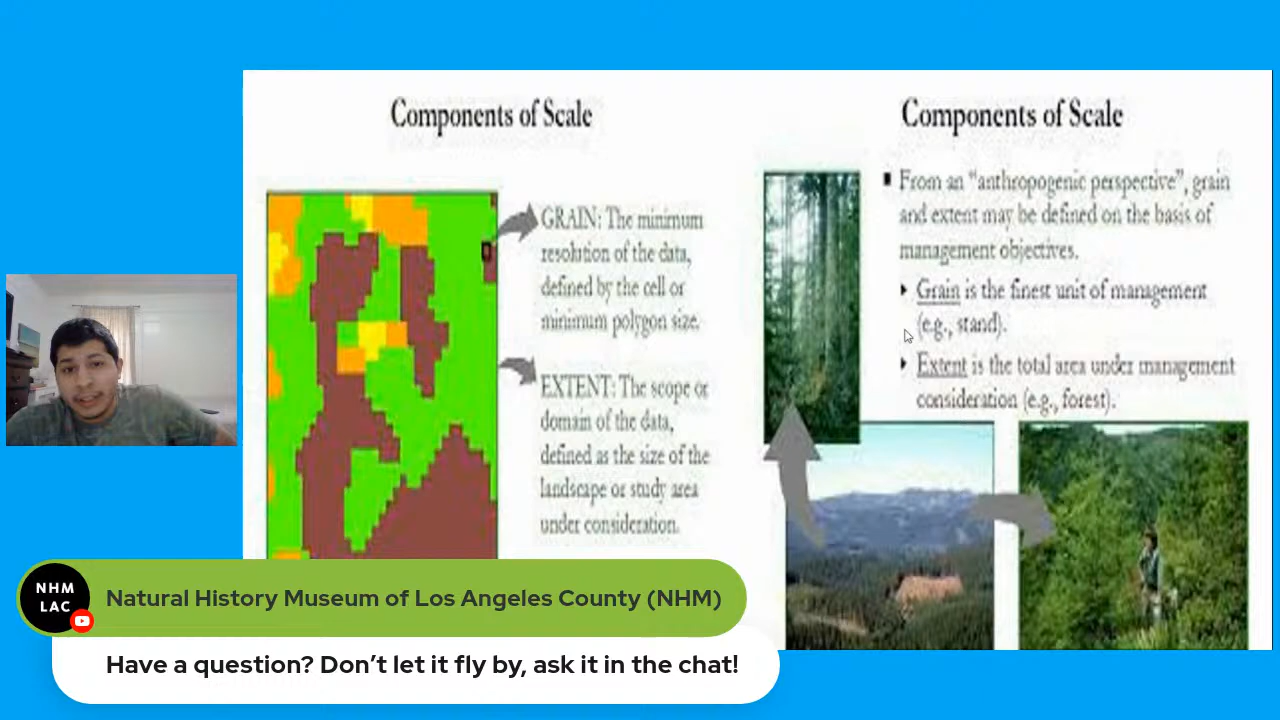 Components of Scale
GRAIN: The minimum
resolution of the data,
defined by the cell or
minimum polygon size.
EXTENT: The scope or
domain of the data,
defined as the size of the
landscape or study area
under consideration.
Components of Scale
From an “anthropogenic perspective”, grain
and extent may be defined on the basis of
management objectives.
Grain is the finest unit of management
(e.g., stand).
Extent is the total area under management
consideration (e.g., forest).
NHM
LAC
Natural History Museum of Los Angeles County (NHM)
Have a question? Don’t let it fly by, ask it in the chat!